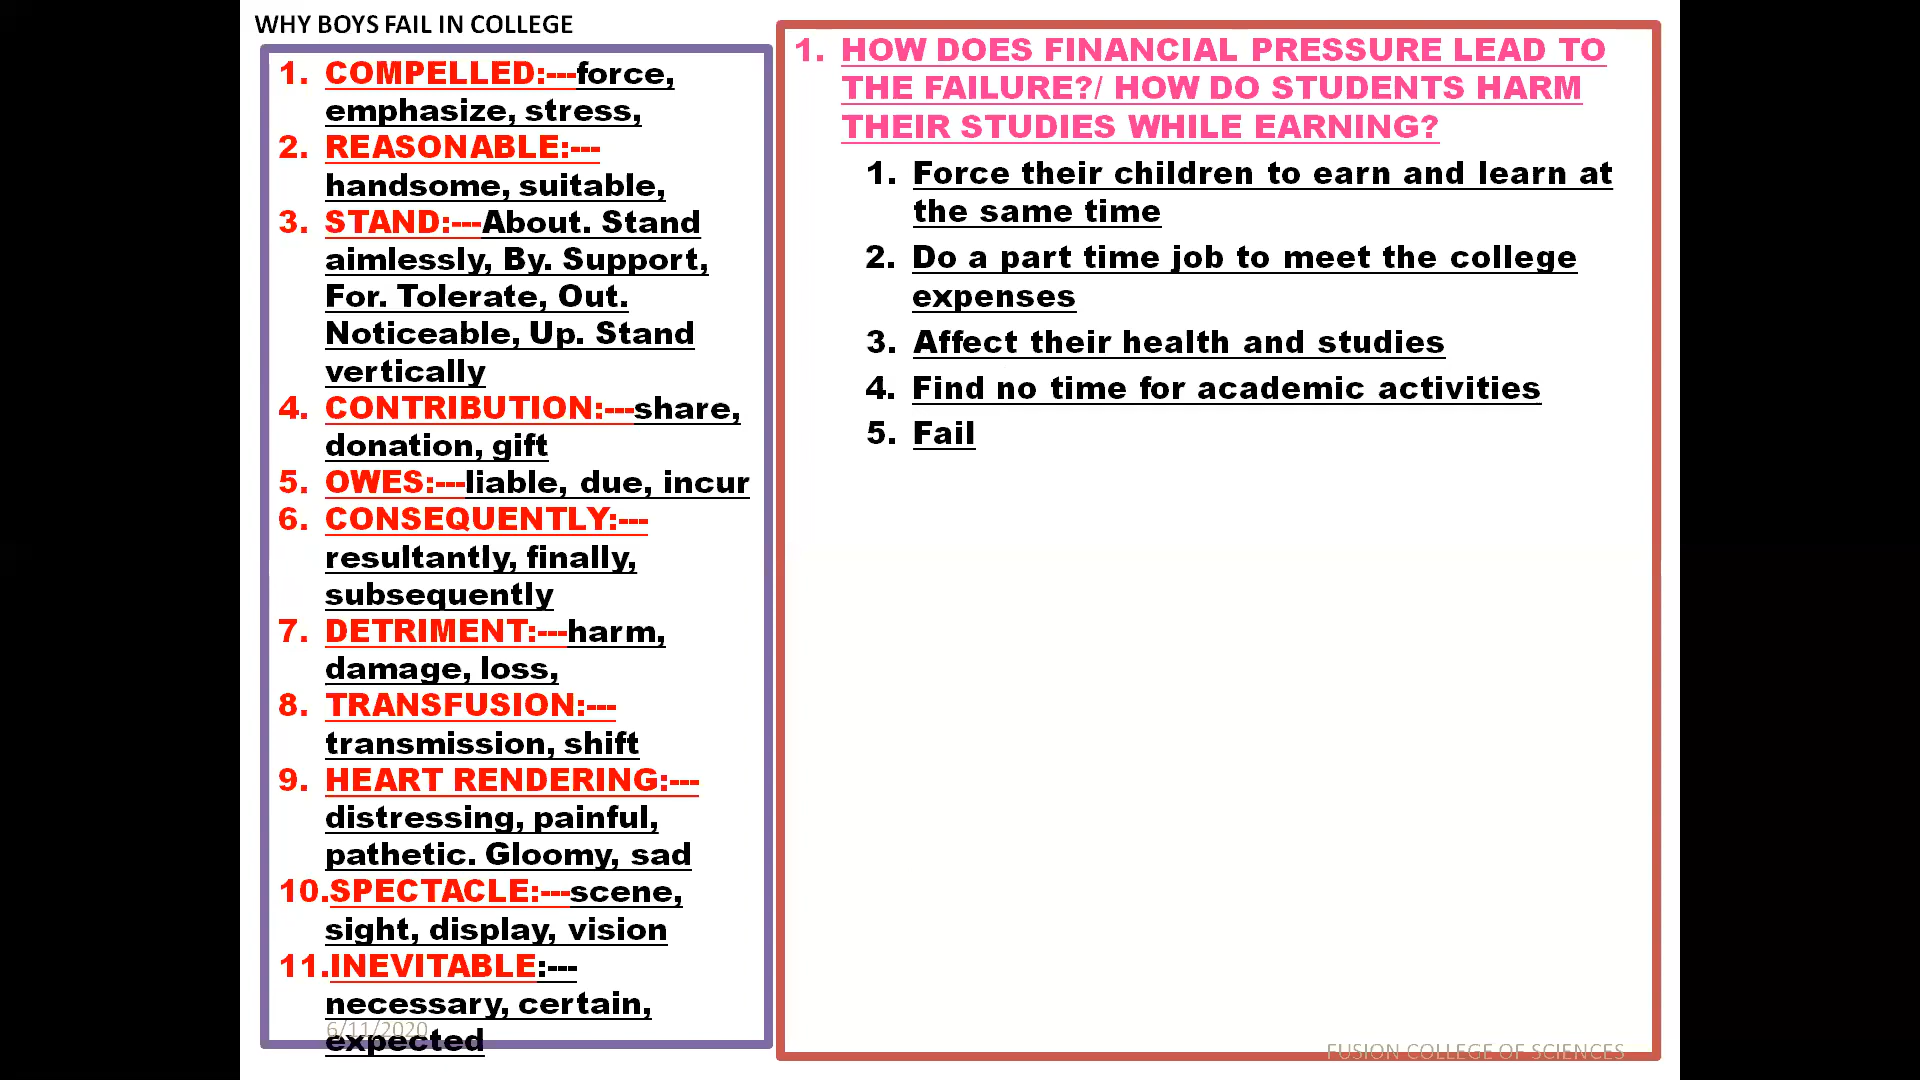 WHY BOYS FAIL IN COLLEGE
1. COMPELLED:---force,
emphasize, stress,
2. REASONABLE:---
handsome, suitable,
3. STAND:---About. Stand
aimlessly, By. Support,
For. Tolerate, Out.
Noticeable, Up. Stand
vertically
4. CONTRIBUTION:---share,
donation, gift
5. OWES:---liable, due, incur
6. CONSEQUENTLY:---
resultantly, finally,
subsequently
7. DETRIMENT:---harm,
damage, loss,
8. TRANSFUSION:---
transmission, shift
9. HEART RENDERING:---
distressing, painful,
pathetic. Gloomy, sad
10.SPECTACLE:---scene,
sight, display, vision
11.INEVITABLE:---
necessary, certain,
expected
6/11/2020
1. HOW DOES FINANCIAL PRESSURE LEAD TO
THE FAILURE?/ HOW DO STUDENTS HARM
THEIR STUDIES WHILE EARNING?
1. Force their children to earn and learn at
the same time
2. Do a part time job to meet the college
expenses
3. Affect their health and studies
4. Find no time for academic activities
5. Fail
FUSION COLLEGE OF SCIENCES